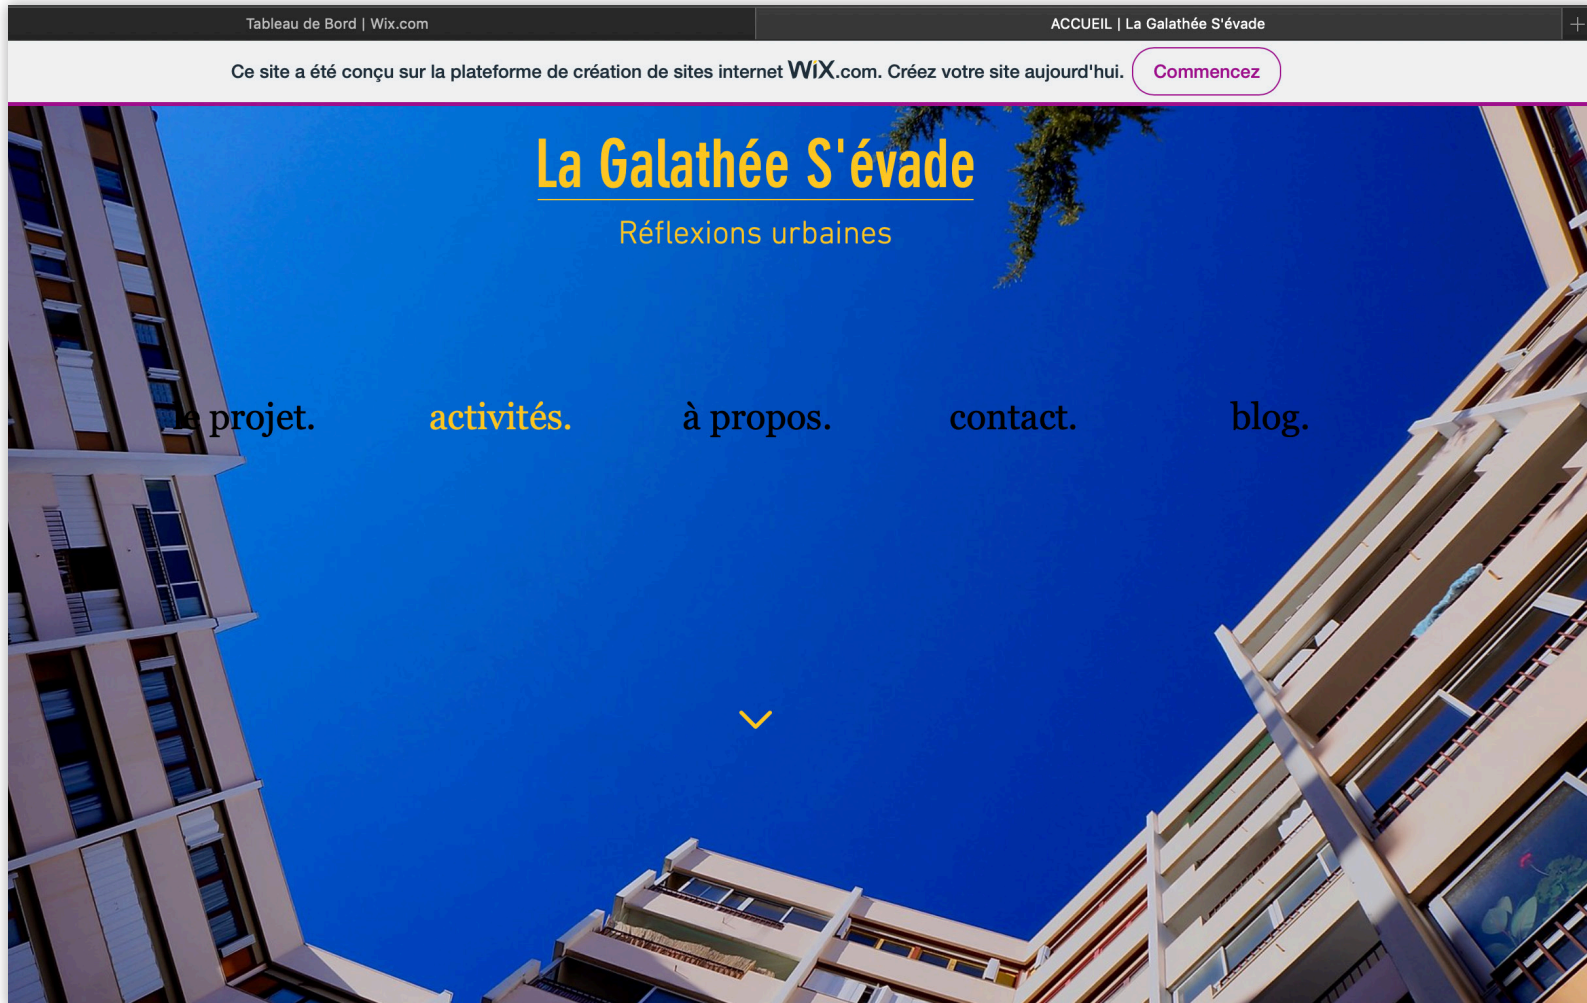 Tableau de Bord | Wix.com
ACCUEIL | La Galathée S'évade
Ce site a été conçu sur la plateforme de création de sites internet WiX.com. Créez votre site aujourd'hui. Commencez
La Galathée S'évade
Réflexions urbaines
le projet. activités. à propos. contact. blog.